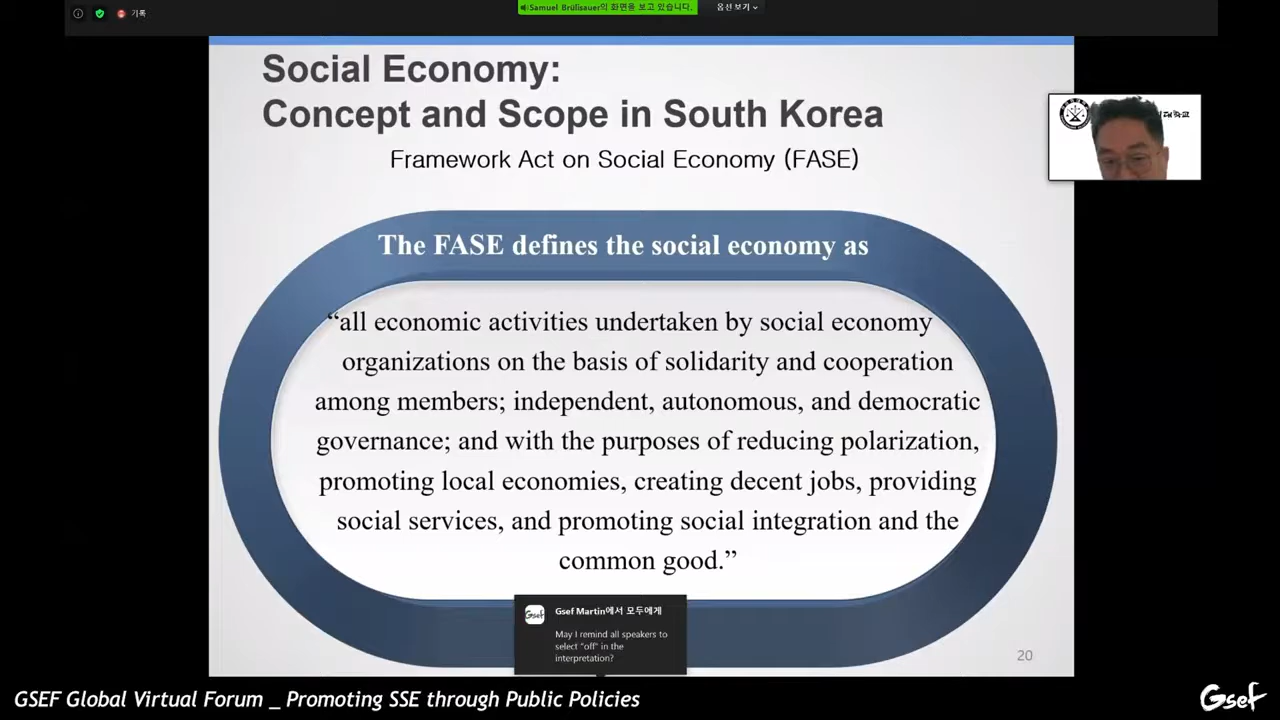 기록
Samuel Brülisauer의 화면을 보고 있습니다.
옵션 보기
Social Economy:
Concept and Scope in South Korea
Framework Act on Social Economy (FASE)
The FASE defines the social economy as
“all economic activities undertaken by social economy
organizations on the basis of solidarity and cooperation
among members; independent, autonomous, and democratic
governance; and with the purposes of reducing polarization,
promoting local economies, creating decent jobs, providing
social services, and promoting social integration and the
common good.”
Gsef
Gsef Martin에서 모두에게
May I remind all speakers to
select "off" in the
interpretation?
20
GSEF Global Virtual Forum _ Promoting SSE through Public Policies
Gsef